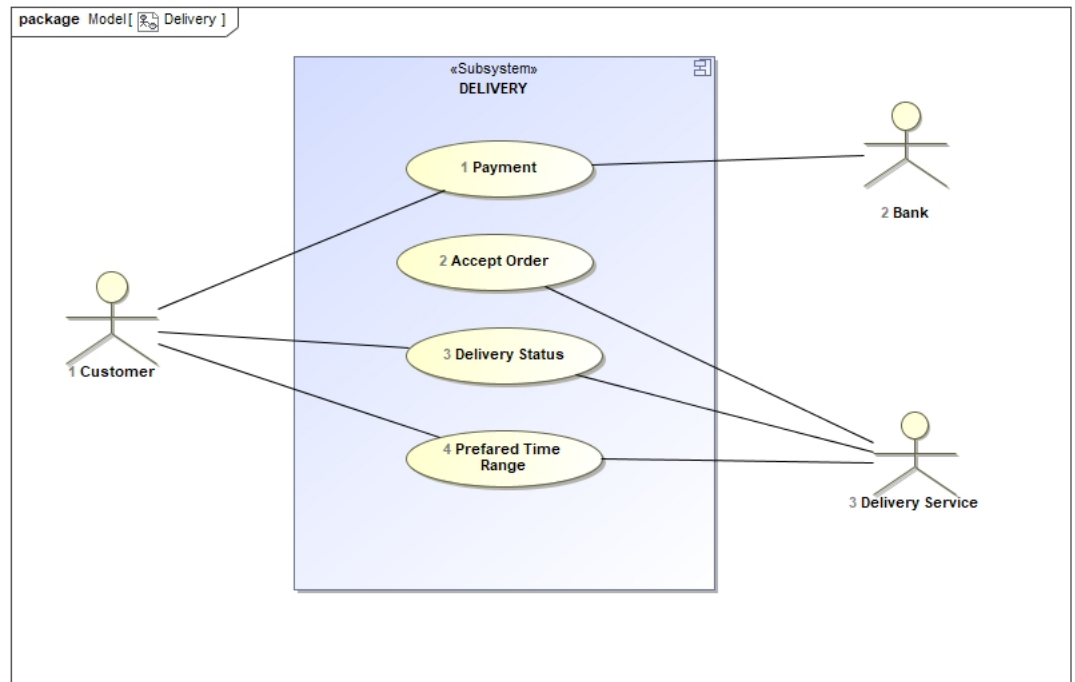 package Model[ Delivery ]
«Subsystem»
DELIVERY
1 Payment
2 Bank
2 Accept Order
3 Delivery Status
1 Customer
4 Prefared Time
Range
3 Delivery Service